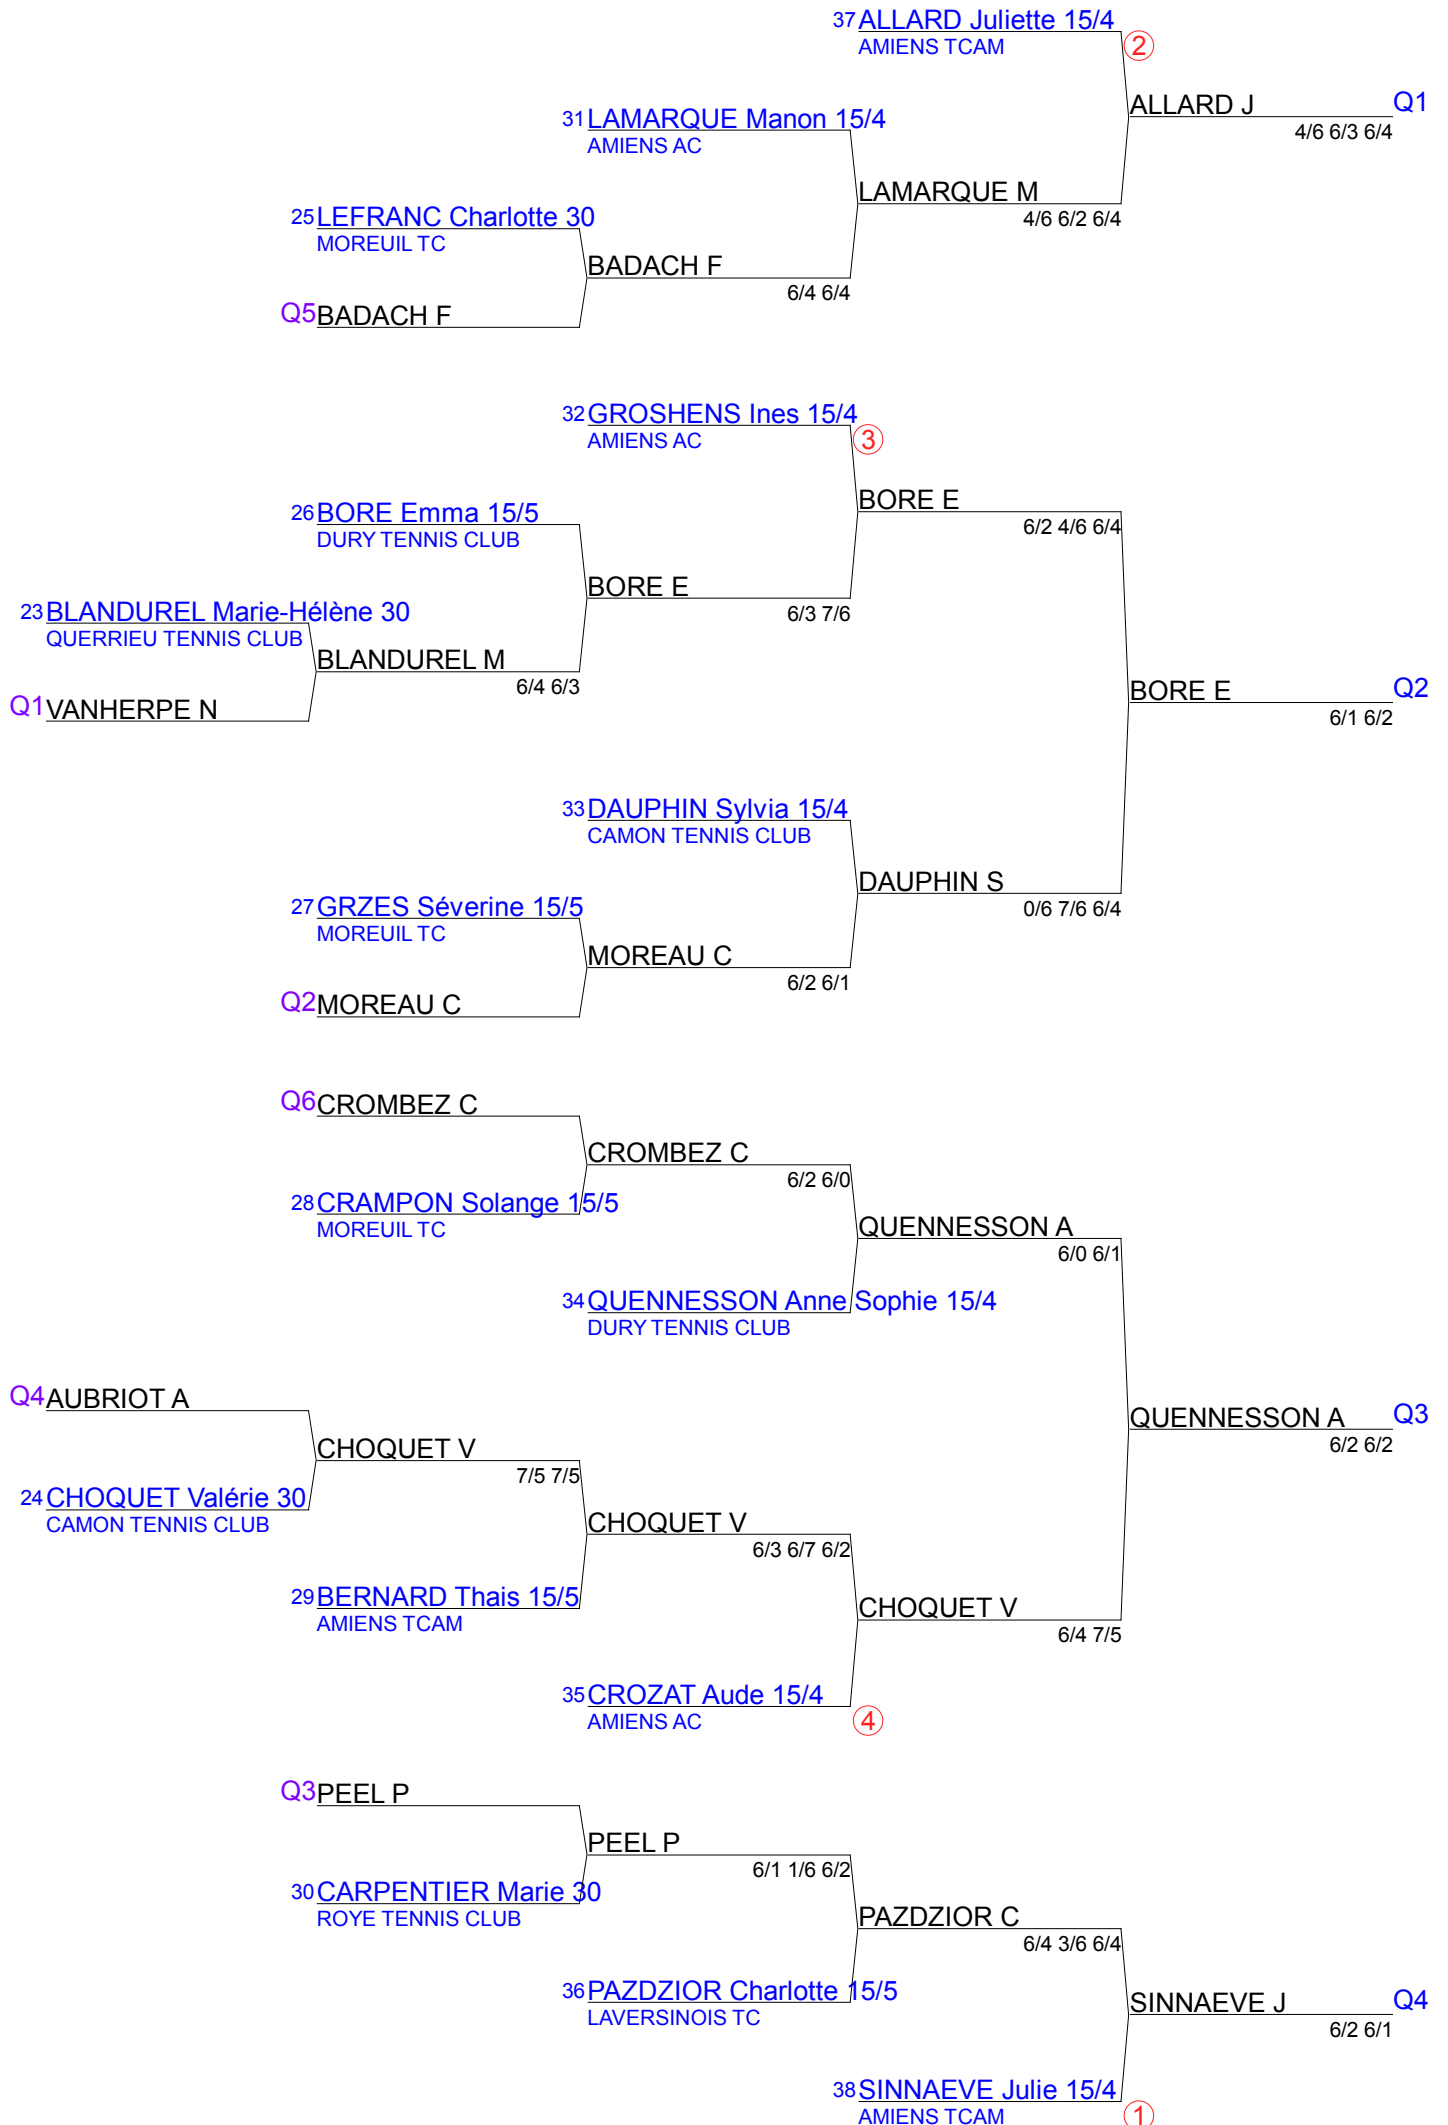 37 ALLARD Juliette 15/4
AMIENS TCAM
2
ALLARD J Q1
4/6 6/3 6/4
31 LAMARQUE Manon 15/4
AMIENS AC
LAMARQUE M
4/6 6/2 6/4
25 LEFRANC Charlotte 30
MOREUIL TC
BADACH F
6/4 6/4
Q5 BADACH F
32 GROSHENS Ines 15/4
AMIENS AC
3
BORE E
6/2 4/6 6/4
26 BORE Emma 15/5
DURY TENNIS CLUB
BORE E
6/3 7/6
23 BLANDUREL Marie-Hélène 30
QUERRIEU TENNIS CLUB
BLANDUREL M
6/4 6/3
Q1 VANHERPE N
BORE E Q2
6/1 6/2
33 DAUPHIN Sylvia 15/4
CAMON TENNIS CLUB
DAUPHIN S
0/6 7/6 6/4
27 GRZES Séverine 15/5
MOREUIL TC
MOREAU C
6/2 6/1
Q2 MOREAU C
Q6 CROMBEZ C
CROMBEZ C
6/2 6/0
28 CRAMPON Solange 15/5
MOREUIL TC
QUENNESSON A
6/0 6/1
34 QUENNESSON Anne Sophie 15/4
DURY TENNIS CLUB
Q4 AUBRIOT A
QUENNESSON A Q3
6/2 6/2
CHOQUET V
7/5 7/5
24 CHOQUET Valérie 30
CAMON TENNIS CLUB
CHOQUET V
6/3 6/7 6/2
29 BERNARD Thais 15/5
AMIENS TCAM
CHOQUET V
6/4 7/5
35 CROZAT Aude 15/4
AMIENS AC
4
Q3 PEEL P
PEEL P
6/1 1/6 6/2
30 CARPENTIER Marie 30
ROYE TENNIS CLUB
PAZDZIOR C
6/4 3/6 6/4
36 PAZDZIOR Charlotte 15/5
LAVERSINOIS TC
SINNAEVE J Q4
6/2 6/1
38 SINNAEVE Julie 15/4
AMIENS TCAM
1